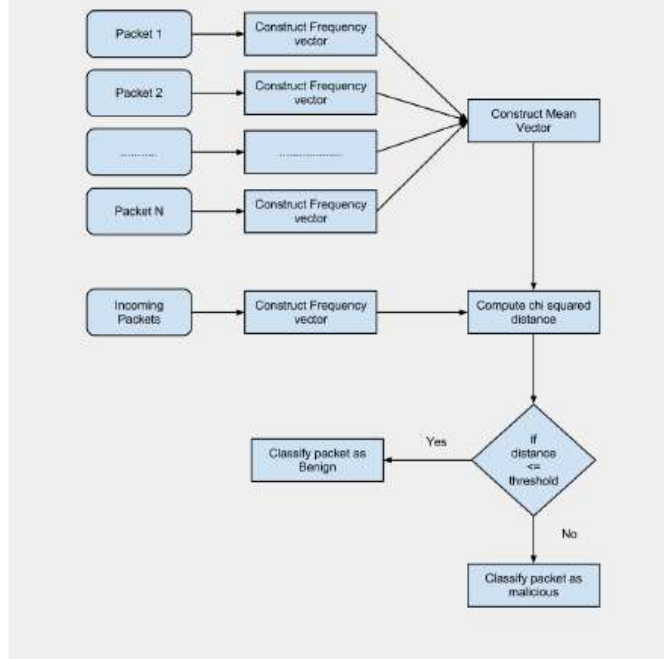 Packet 1
Construct Frequency
vector
Packet 2
Construct Frequency
vector
Construct Mean
Vector
...........
...................
Packet N
Construct Frequency
vector
Incoming
Packets
Construct Frequency
vector
Compute chi squared
distance
If
distance
<=
threshold
Yes
Classify packet as
Benign
No
Classify packet as
malicious